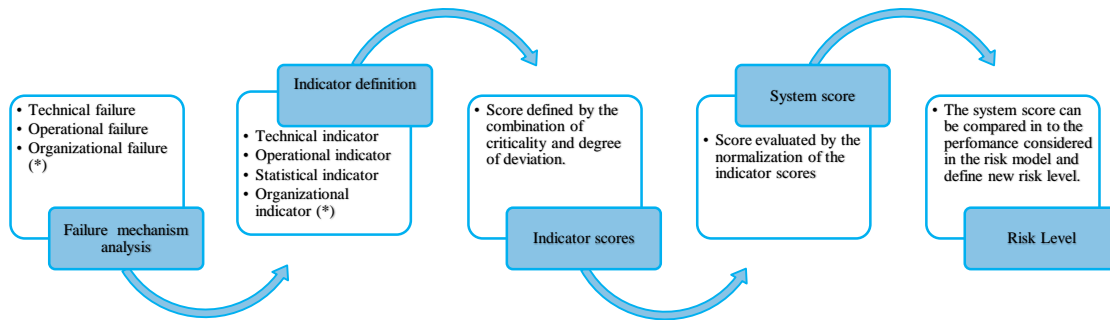 • Technical failure
• Operational failure
• Organizational failure
(*)
Failure mechanism
analysis
Indicator definition
• Technical indicator
• Operational indicator
• Statistical indicator
• Organizational
indicator (*)
• Score defined by the
combination of
criticality and degree
of deviation.
Indicator scores
System score
• Score evaluated by the
normalization of the
indicator scores
• The system score can
be compared in to the
perfomance considered
in the risk model and
define new risk level.
Risk Level